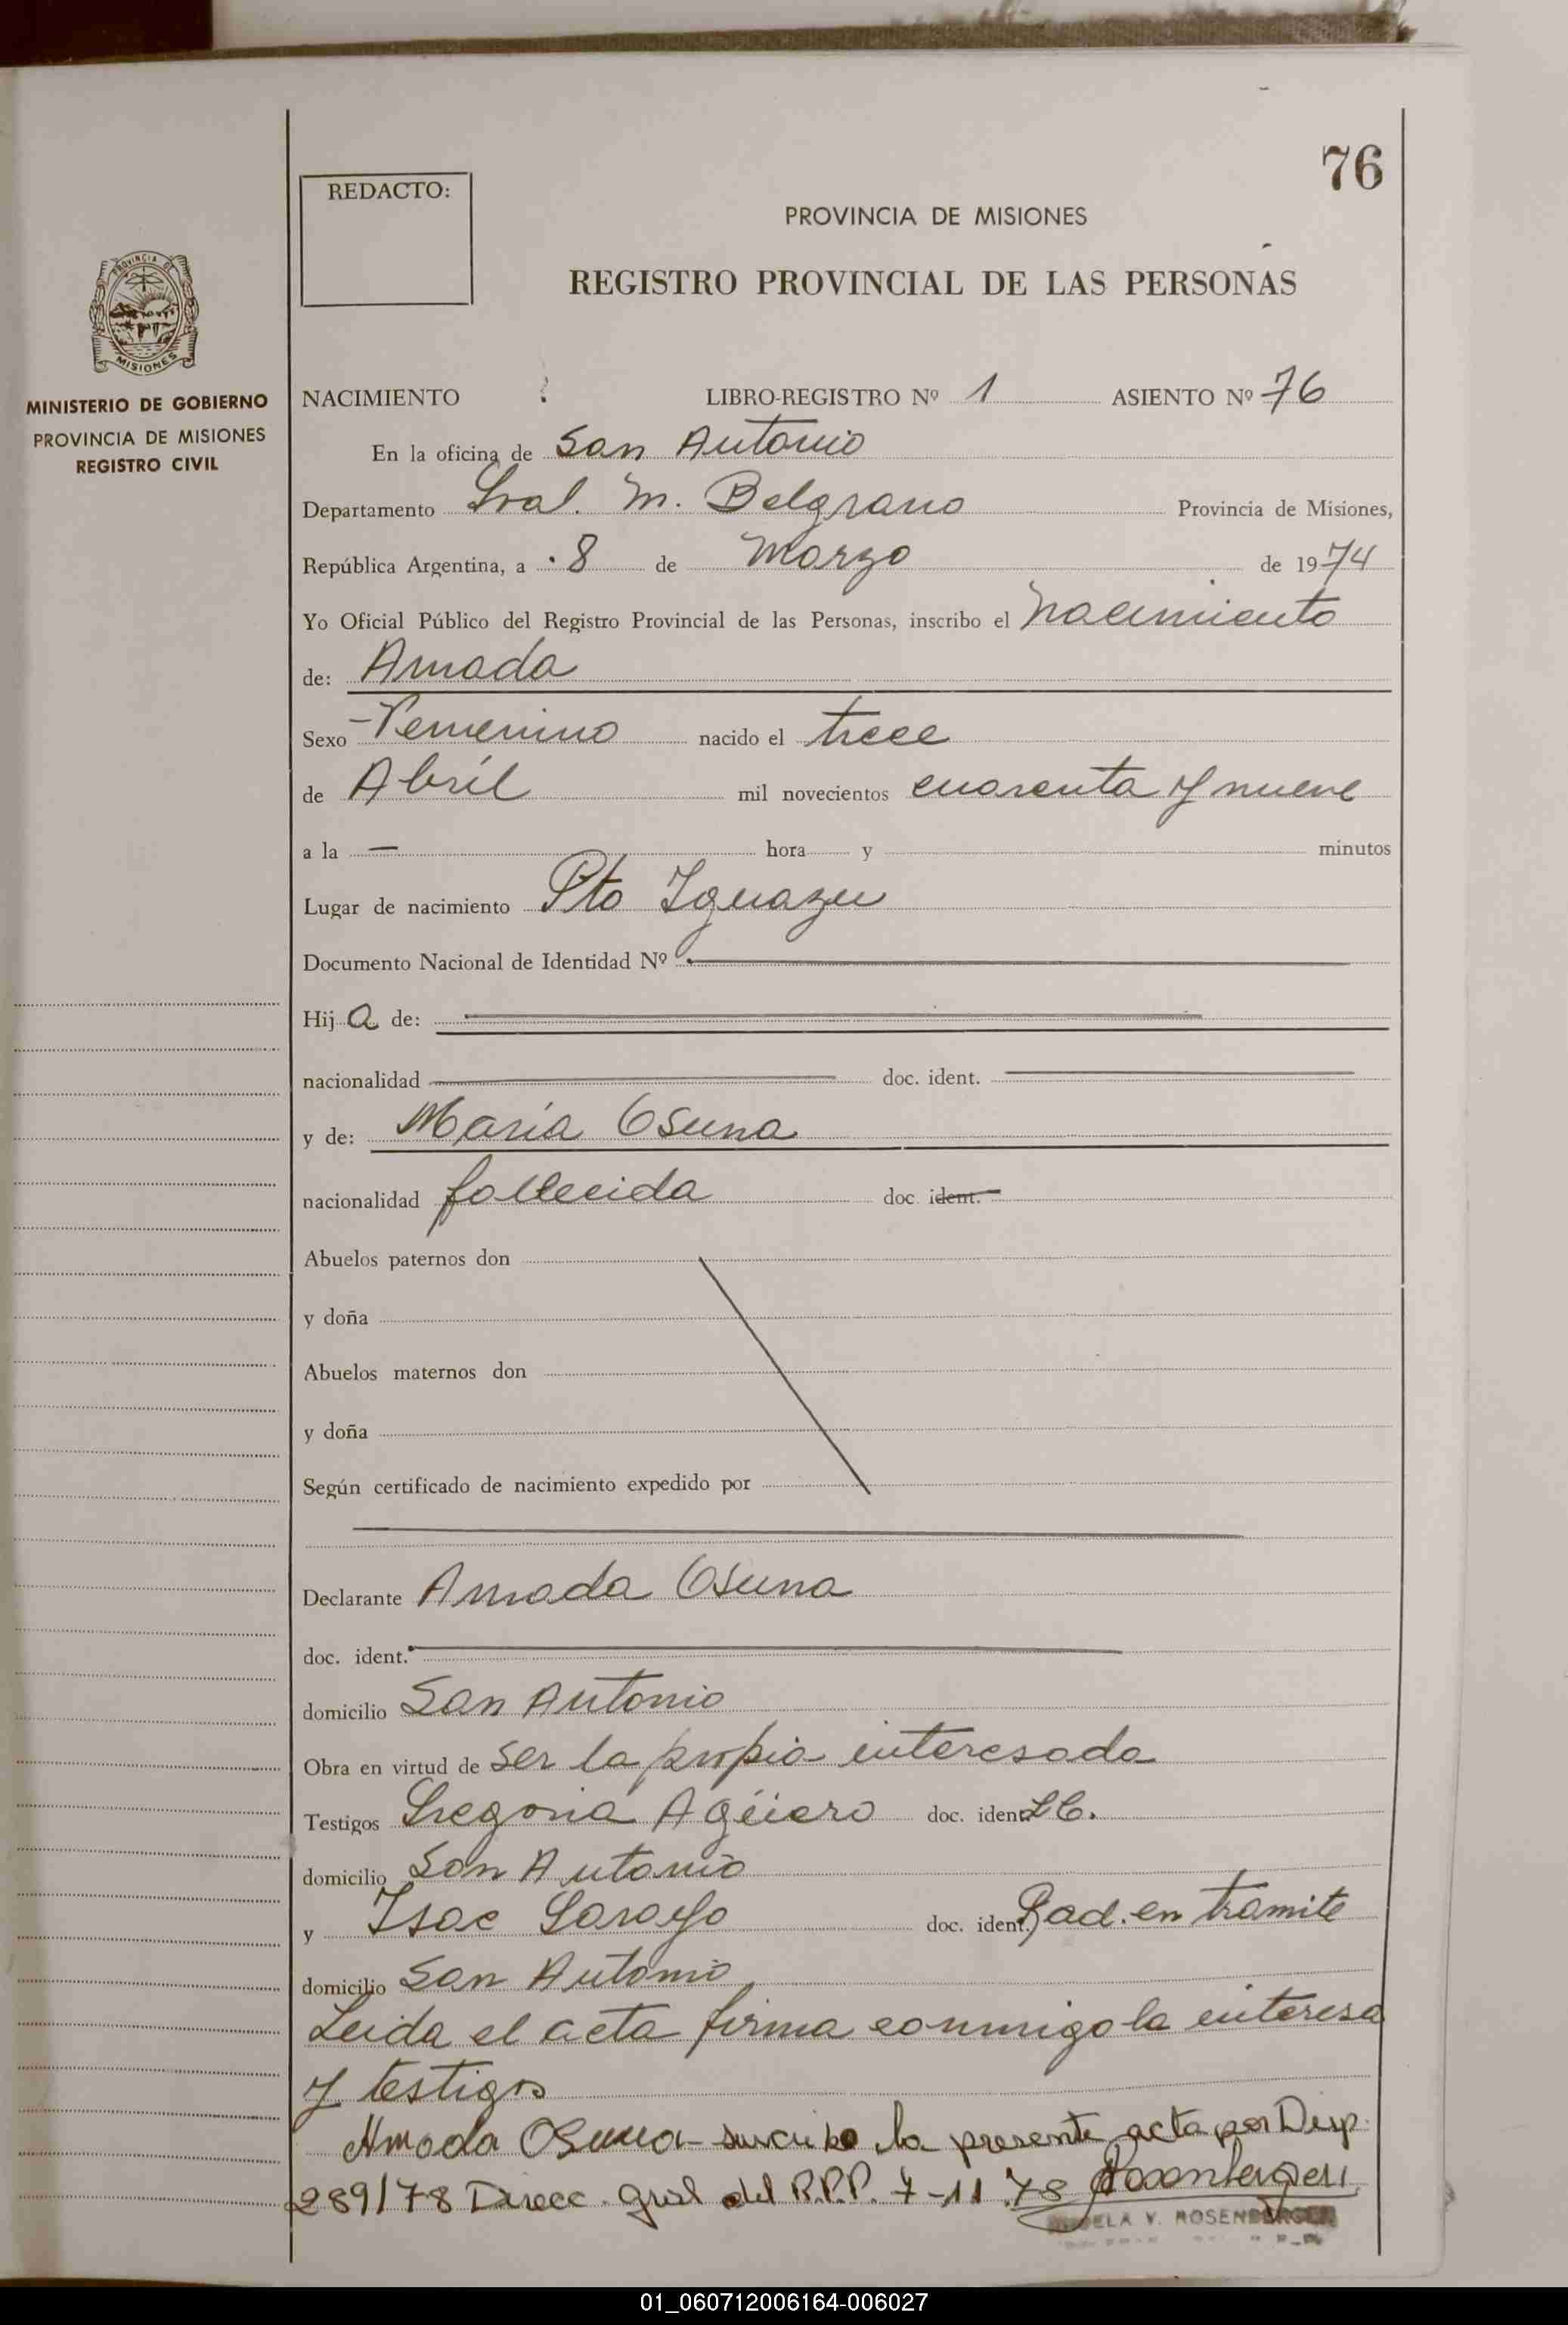 76
REDACTO:
PROVINCIA DE MISIONES
REGISTRO PROVINCIAL DE LAS PERSONAS
PROVINCIA DE
MISIONES
MINISTERIO DE GOBIERNO
PROVINCIA DE MISIONES
REGISTRO CIVIL
NACIMIENTO LIBRO-REGISTRO Nº 1 ASIENTO Nº 76
En la oficina de San Antonio
Departamento Gral. M. Belgrano Provincia de Misiones,
República Argentina, a 8 de Marzo de 1974
Yo Oficial Público del Registro Provincial de las Personas, inscribo el Nacimiento
de: Amada
Sexo Femenino nacido el trece
de Abril mil novecientos cuarenta y nueve
a la — hora y minutos
Lugar de nacimiento Pto Iguazu
Documento Nacional de Identidad Nº
Hija de:
nacionalidad doc. ident.
y de: María Osuna
nacionalidad fallecida doc. ident.
Abuelos paternos don
y doña
Abuelos maternos don
y doña
Según certificado de nacimiento expedido por
Declarante Amada Osuna
doc. ident.
domicilio San Antonio
Obra en virtud de ser la propia interesada
Testigos Gregoria Agüero doc. ident. LC.
domicilio San Antonio
y Isac doc. ident. Rad. en tramite
domicilio San Antonio
Leida el acta firma conmigo la interesa
y testigos
Amada Osuna - suscribo la presente acta por Disp.
289/78 Direcc. Gral del R.P.P. 7-11-78
V. ROSENBERGER
01_060712006164-006027